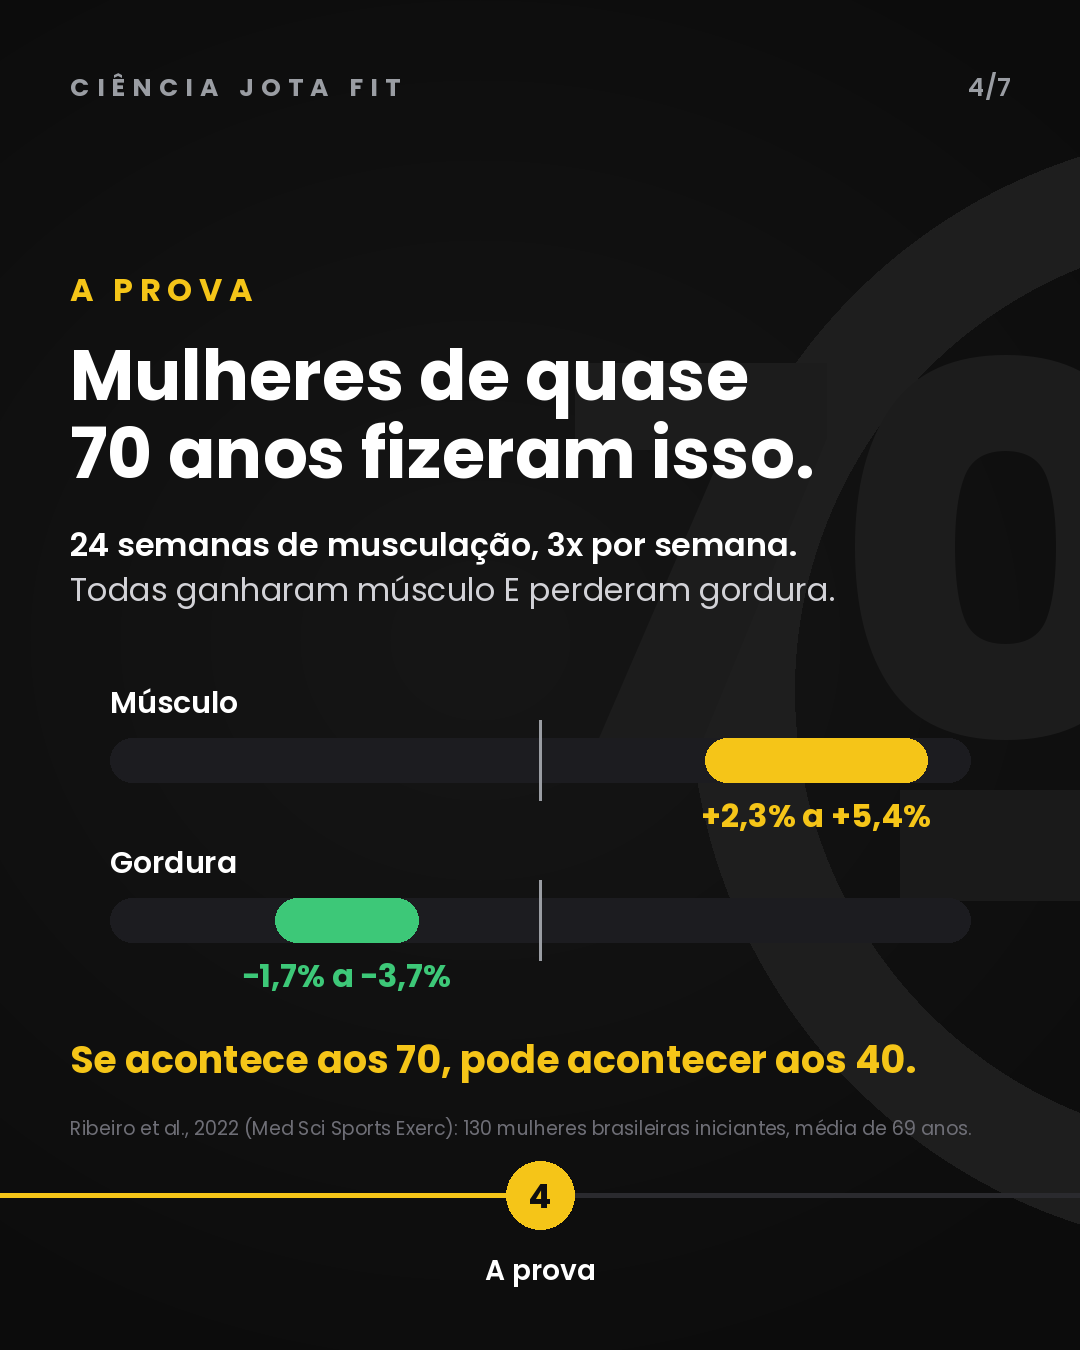 CIÊNCIA JOTA FIT
4/7
A PROVA
Mulheres de quase
70 anos fizeram isso.
24 semanas de musculação, 3x por semana.
Todas ganharam músculo E perderam gordura.
Músculo
+2,3% a +5,4%
Gordura
−1,7% a −3,7%
Se acontece aos 70, pode acontecer aos 40.
Ribeiro et al., 2022 (Med Sci Sports Exerc): 130 mulheres brasileiras iniciantes, média de 69 anos.
4
A prova